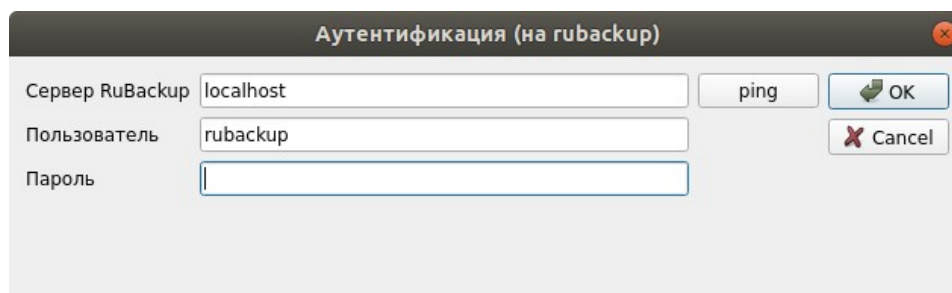 Аутентификация (на rubackup)
Сервер RuBackup localhost ping OK
Пользователь rubackup Cancel
Пароль